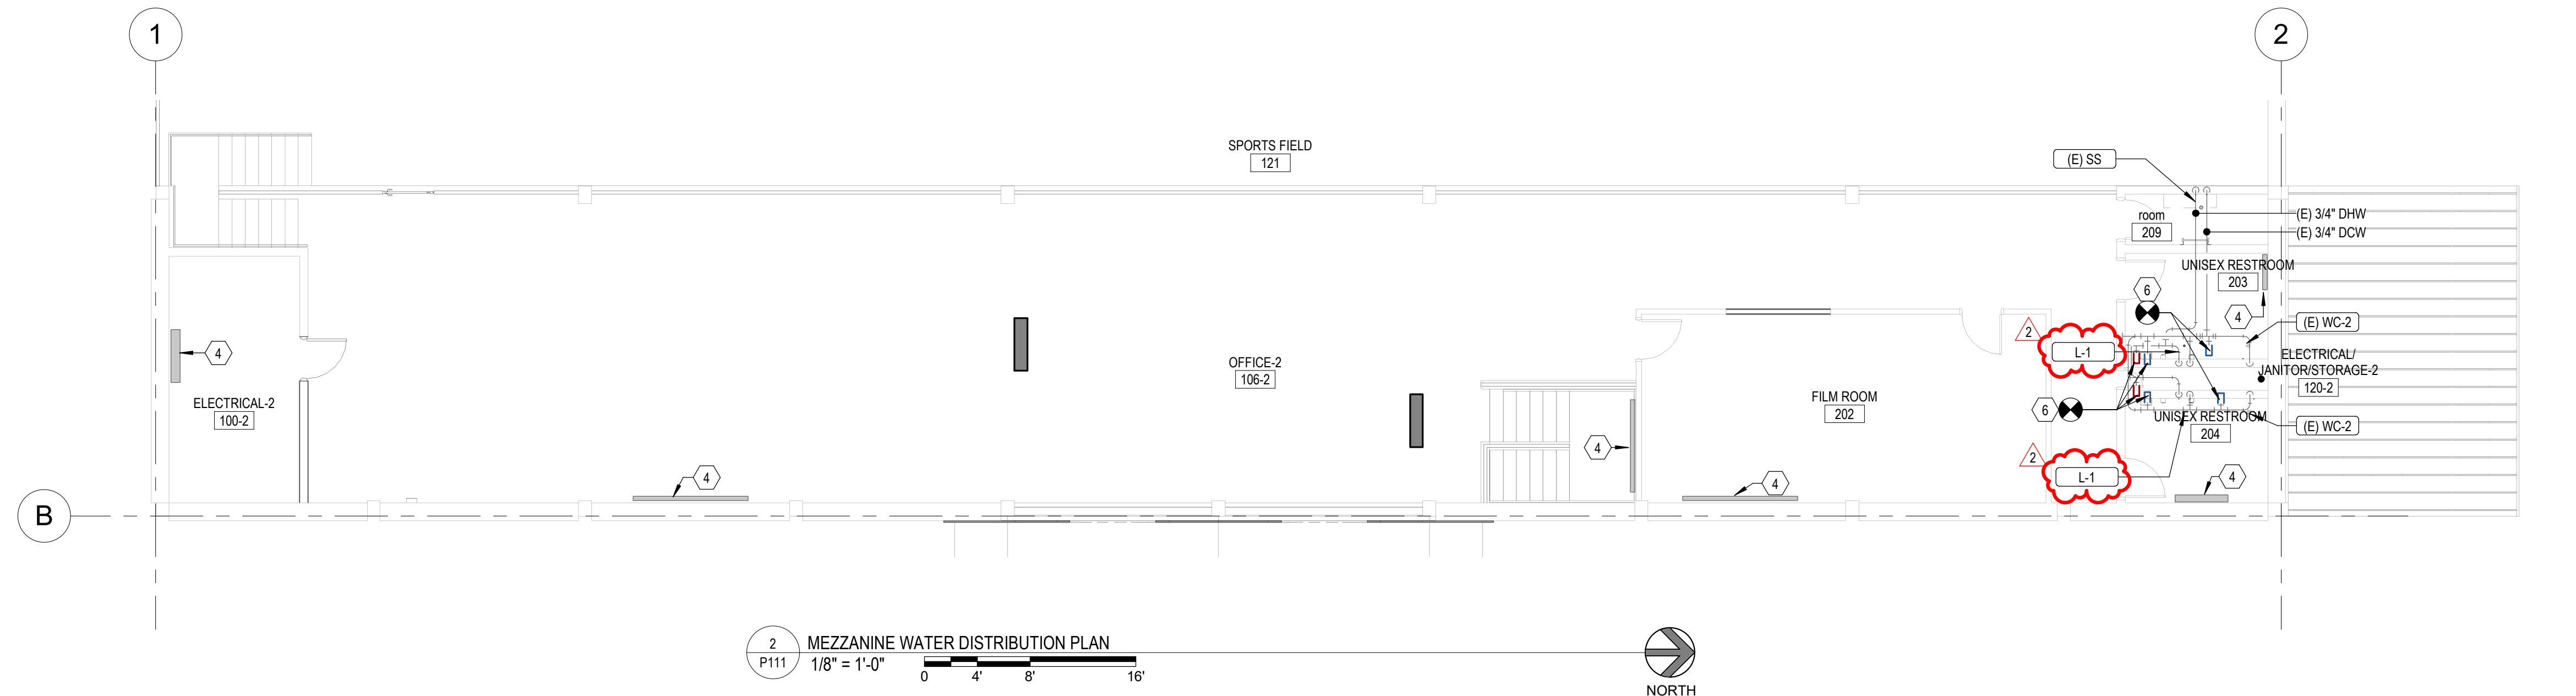 1
2
SPORTS FIELD
121
(E) SS
room
209
(E) 3/4" DHW
(E) 3/4" DCW
UNISEX RESTROOM
203
6
4
2
L-1
(E) WC-2
4
OFFICE-2
106-2
ELECTRICAL/
JANITOR/STORAGE-2
120-2
ELECTRICAL-2
100-2
FILM ROOM
202
6
UNISEX RESTROOM
204
(E) WC-2
4
2
L-1
4
4
4
B
2
P111
MEZZANINE WATER DISTRIBUTION PLAN
1/8" = 1'-0"
0 4' 8' 16'
NORTH